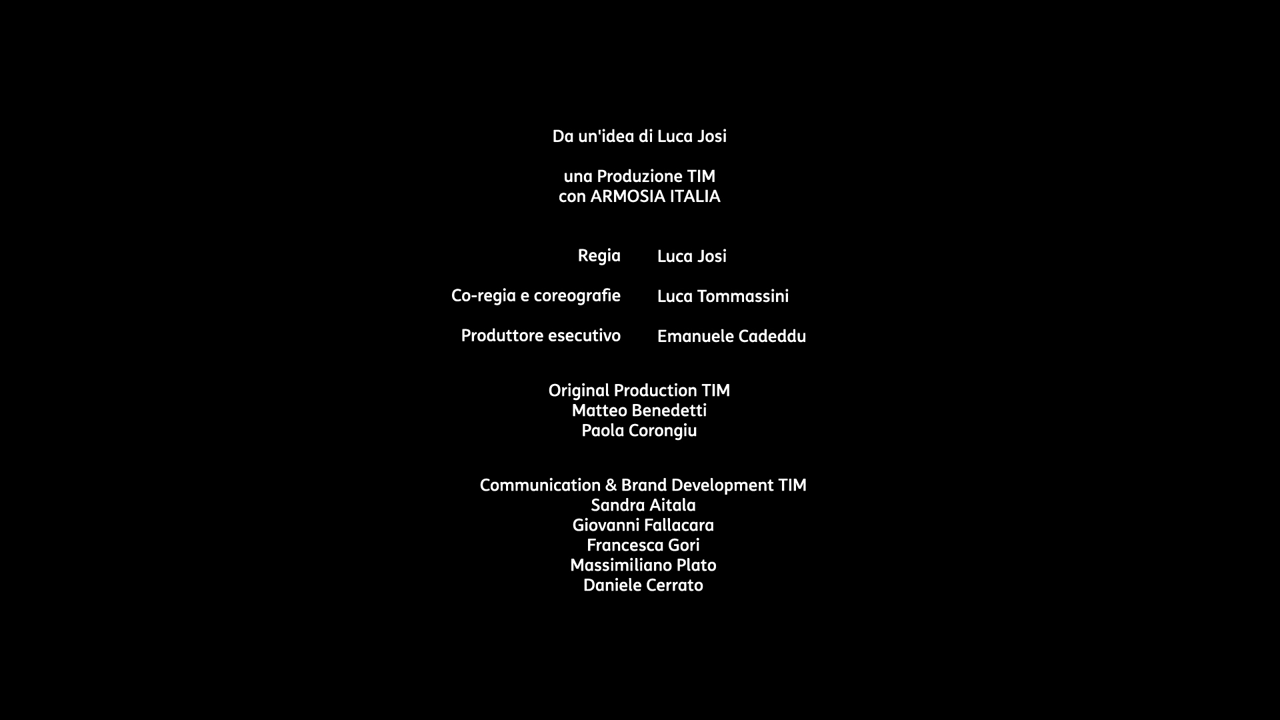 Da un'idea di Luca Josi
una Produzione TIM
con ARMOSIA ITALIA
Regia Luca Josi
Co-regia e coreografie Luca Tommassini
Produttore esecutivo Emanuele Cadeddu
Original Production TIM
Matteo Benedetti
Paola Corongiu
Communication & Brand Development TIM
Sandra Aitala
Giovanni Fallacara
Francesca Gori
Massimiliano Plato
Daniele Cerrato